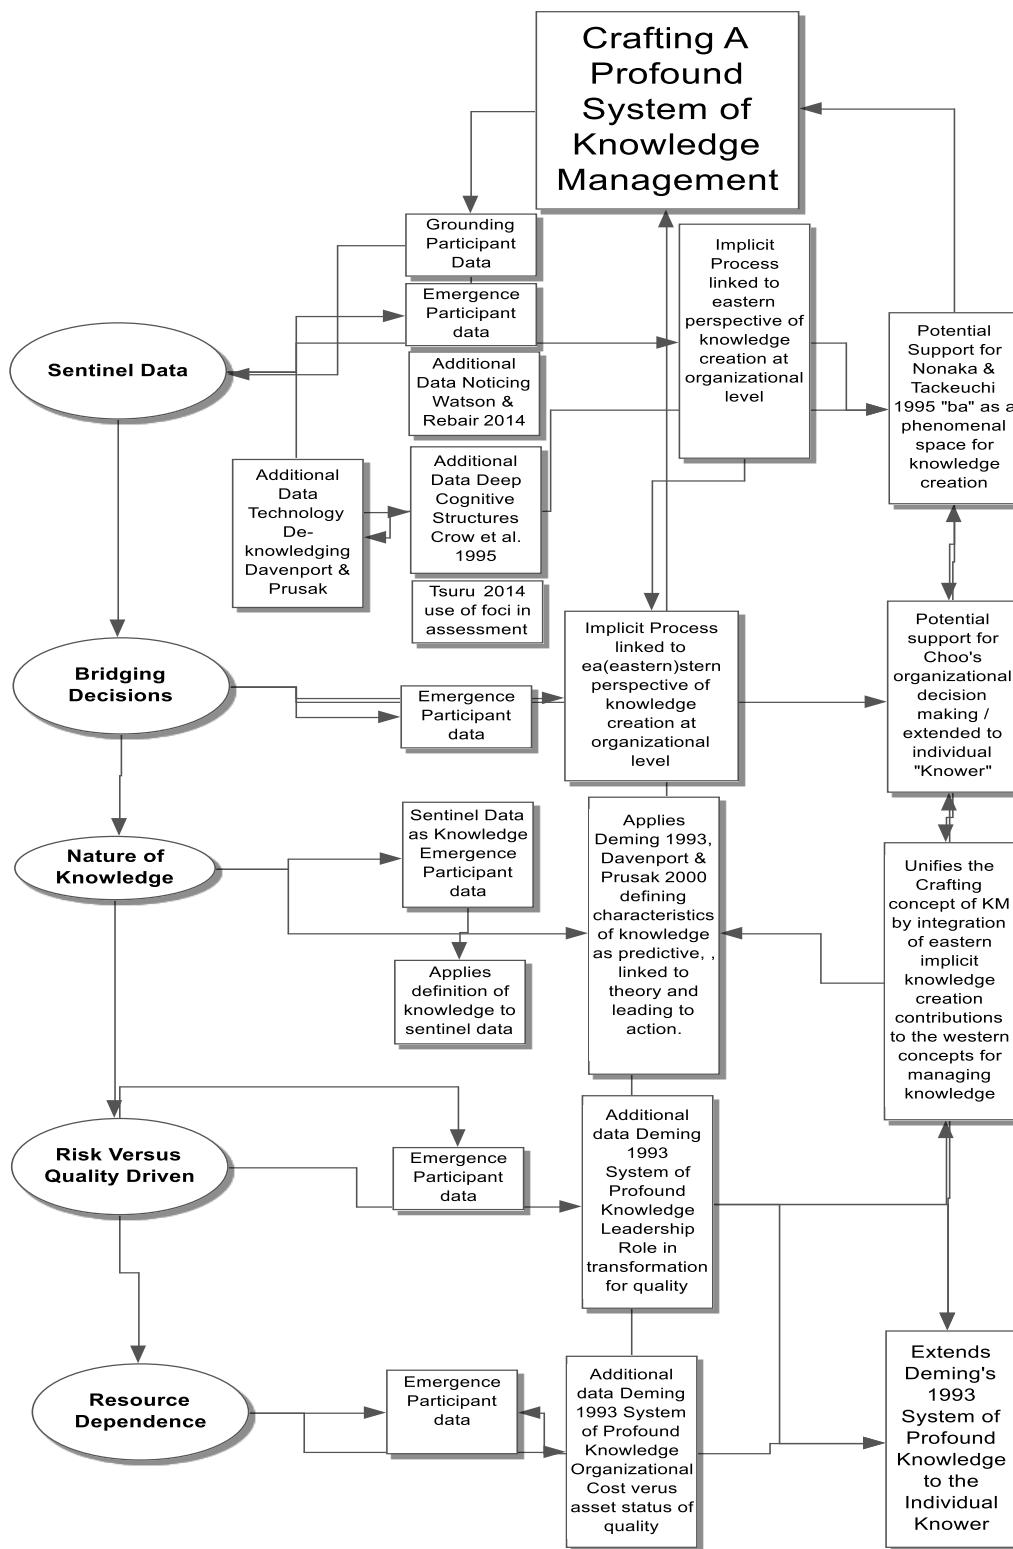 Crafting A
Profound
System of
Knowledge
Management
Grounding
Participant
Data
Emergence
Participant
data
Additional
Data Noticing
Watson &
Rebair 2014
Implicit
Process
linked to
eastern
perspective of
knowledge
creation at
organizational
level
Potential
Support for
Nonaka &
Tackeuchi
1995 "ba" as a
phenomenal
space for
knowledge
creation
Sentinel Data
Additional
Data
Technology
De-
knowledging
Davenport &
Prusak
Additional
Data Deep
Cognitive
Structures
Crow et al.
1995
Tsuru 2014
use of foci in
assessment
Bridging
Decisions
Emergence
Participant
data
Implicit Process
linked to
ea(eastern)stern
perspective of
knowledge
creation at
organizational
level
Potential
support for
Choo's
organizational
decision
making /
extended to
individual
"Knower"
Nature of
Knowledge
Sentinel Data
as Knowledge
Emergence
Participant
data
Applies
definition of
knowledge to
sentinel data
Applies
Deming 1993,
Davenport &
Prusak 2000
defining
characteristics
of knowledge
as predictive, ,
linked to
theory and
leading to
action.
Unifies the
Crafting
concept of KM
by integration
of eastern
implicit
knowledge
creation
contributions
to the western
concepts for
managing
knowledge
Risk Versus
Quality Driven
Emergence
Participant
data
Additional
data Deming
1993
System of
Profound
Knowledge
Leadership
Role in
transformation
for quality
Resource
Dependence
Emergence
Participant
data
Additional
data Deming
1993 System
of Profound
Knowledge
Organizational
Cost verus
asset status of
quality
Extends
Deming's
1993
System of
Profound
Knowledge
to the
Individual
Knower